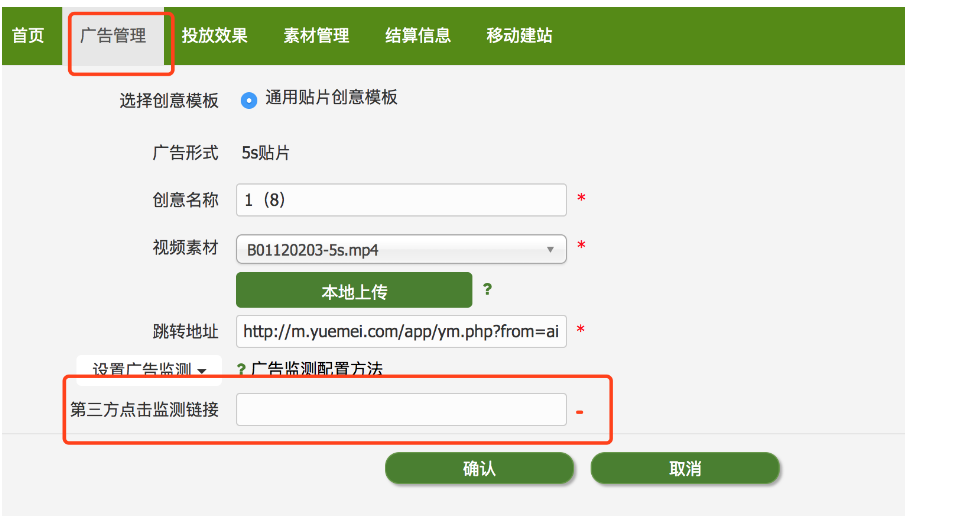 首页 广告管理 投放效果 素材管理 结算信息 移动建站
选择创意模板 通用贴片创意模板
广告形式 5s贴片
创意名称 1 (8) *
视频素材 B01120203-5s.mp4 *
本地上传 ?
跳转地址 http://m.yuemei.com/app/ym.php?from=ai *
设置广告监测 ? 广告监测配置方法
第三方点击监测链接 -
确认 取消